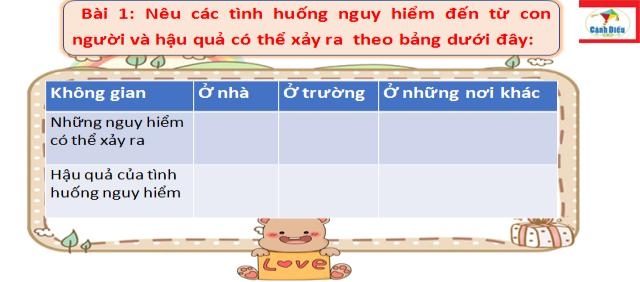 Bài 1: Nêu các tình huống nguy hiểm đến từ con
người và hậu quả có thể xảy ra theo bảng dưới đây:
Cánh Diều
Không gian
Ở nhà
Ở trường
Ở những nơi khác
Những nguy hiểm
có thể xảy ra
Hậu quả của tình
huống nguy hiểm
Love